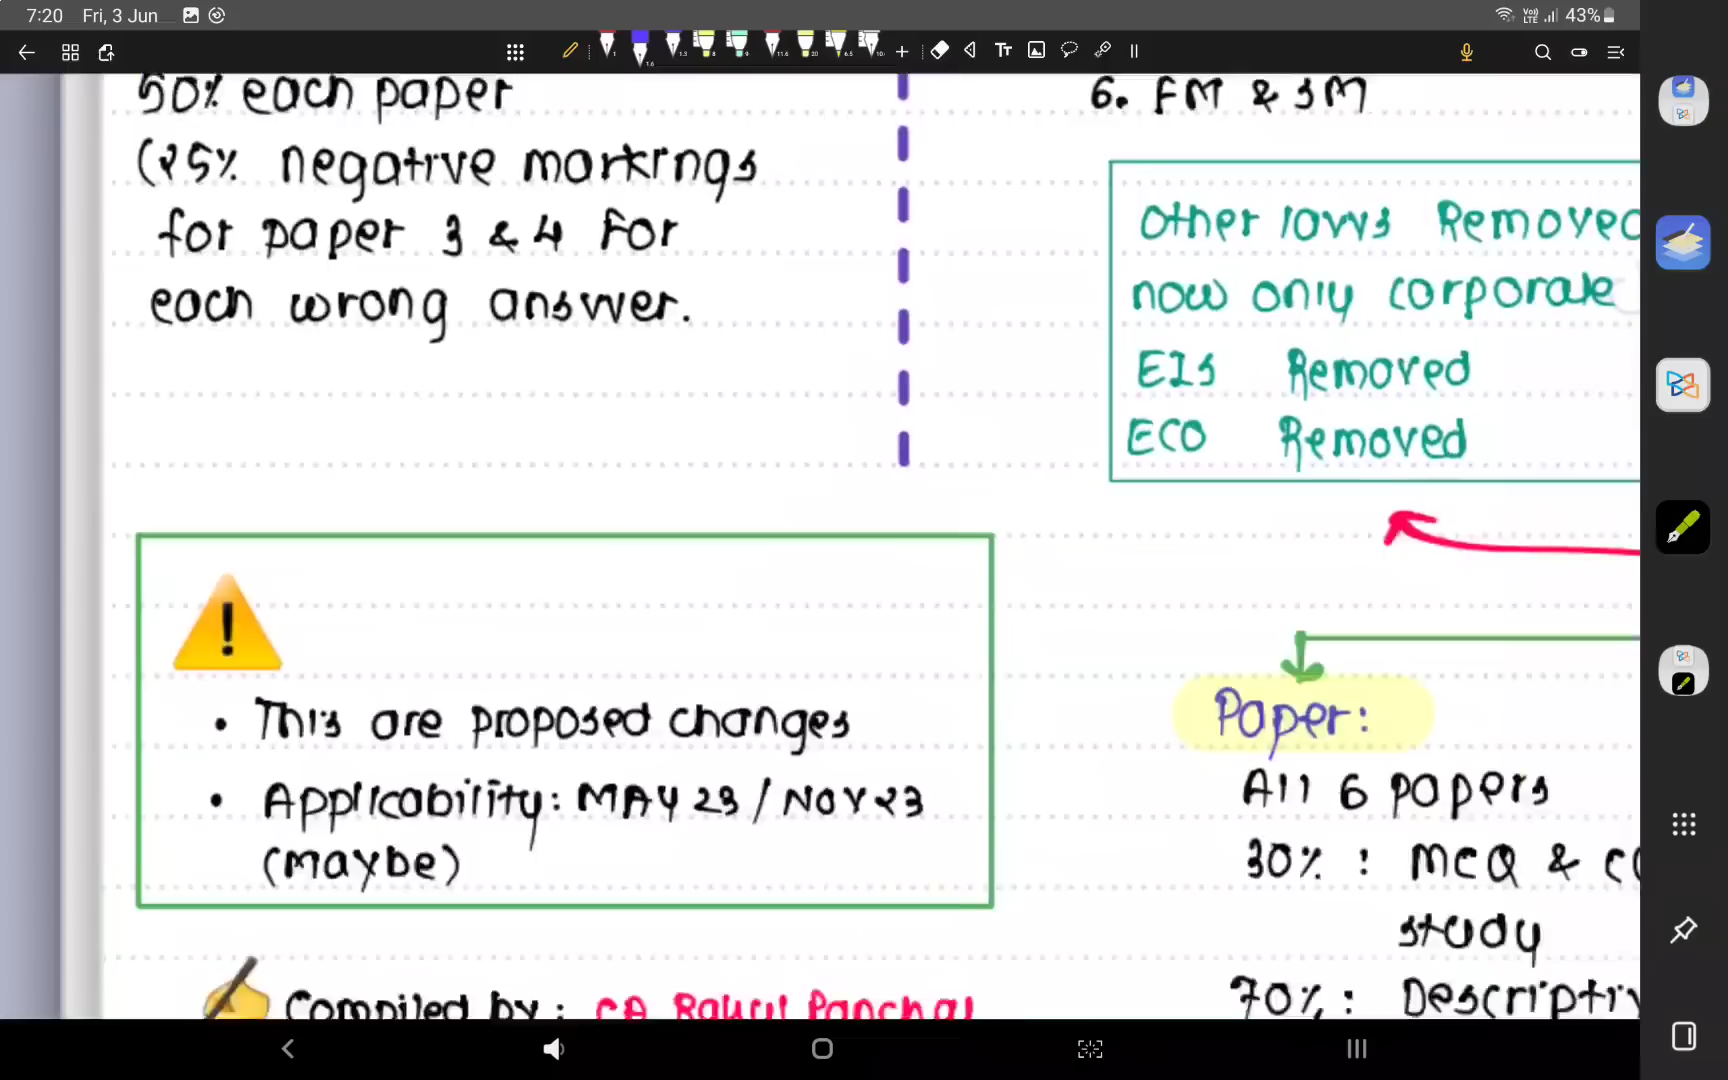 7:20 Fri, 3 Jun
43%
50% each paper
(25% negative markings
for paper 3 & 4 for
each wrong answer.
6. FM & SM
Other laws Removed
now only corporate
EIS Removed
ECO Removed
• This are proposed changes
• Applicability: MAY 23 / NOV 23
(maybe)
Compiled by: CA Rahul Panchal
Paper:
All 6 papers
30% : MCQ &
study
70% :